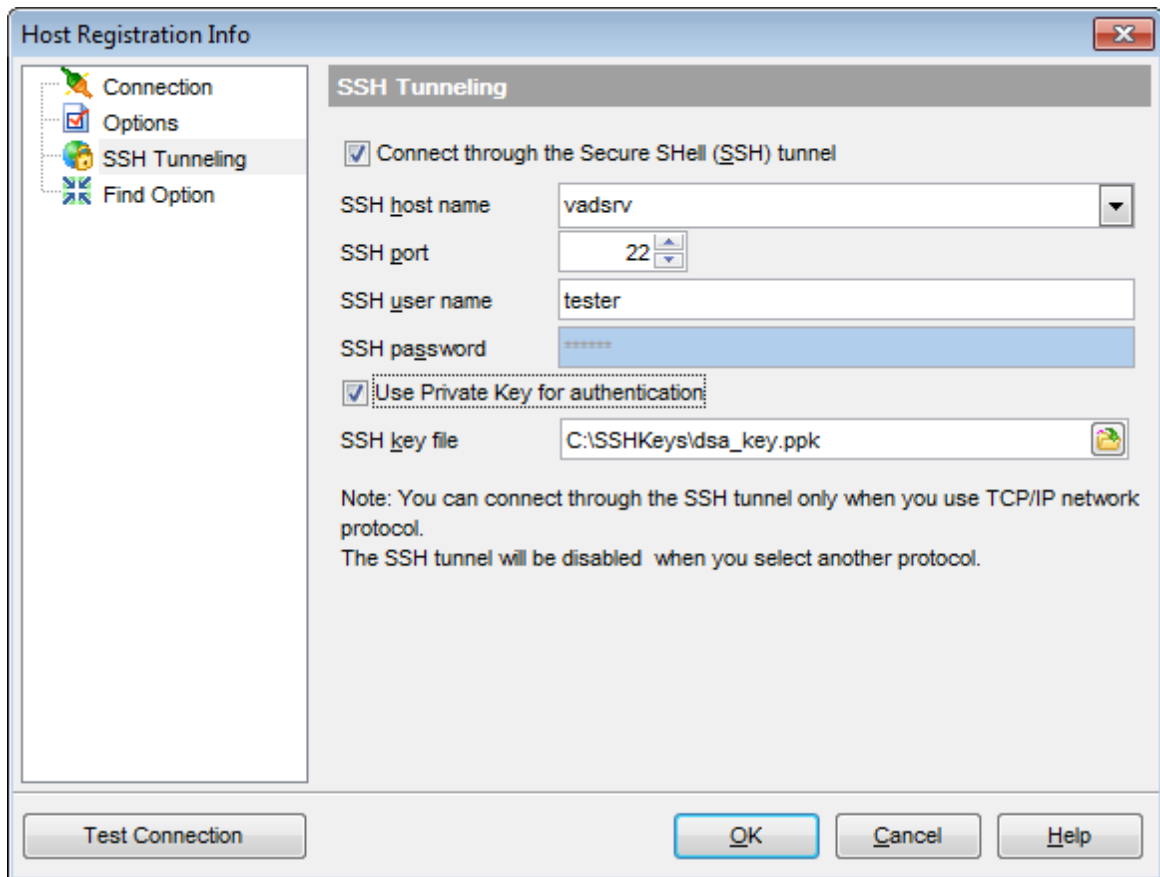 Host Registration Info
Connection
Options
SSH Tunneling
Find Option
SSH Tunneling
Connect through the Secure SHell (SSH) tunnel
SSH host name vadsrv
SSH port 22
SSH user name tester
SSH password ******
Use Private Key for authentication
SSH key file C:\SSHKeys\dsa_key.ppk
Note: You can connect through the SSH tunnel only when you use TCP/IP network
protocol.
The SSH tunnel will be disabled  when you select another protocol.
Test Connection OK Cancel Help